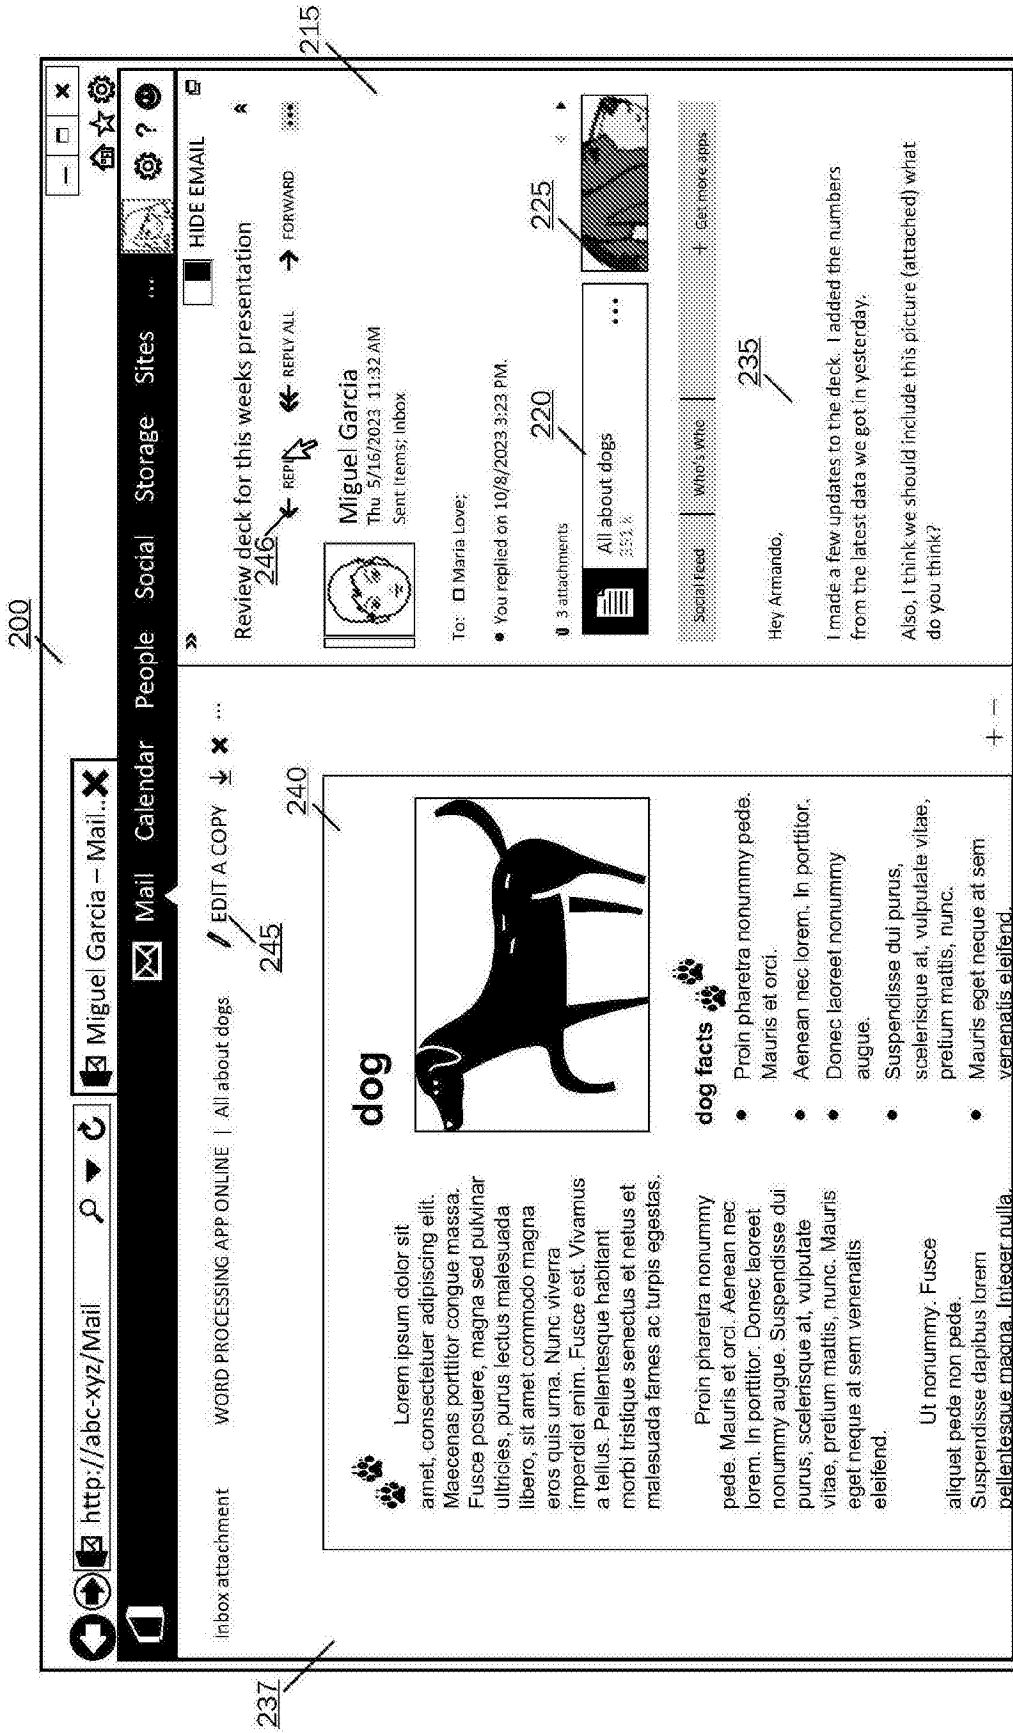 200
http://abc-xyz/Mail
Miguel Garcia – Mail..
Mail Calendar People Social Storage Sites ...
?
Inbox attachment
WORD PROCESSING APP ONLINE | All about dogs
EDIT A COPY
...
245
237
240
dog
Lorem ipsum dolor sit
amet, consectetuer adipiscing elit.
Maecenas porttitor congue massa.
Fusce posuere, magna sed pulvinar
ultricies, purus lectus malesuada
libero, sit amet commodo magna
eros quis urna. Nunc viverra
imperdiet enim. Fusce est. Vivamus
a tellus. Pellentesque habitant
morbi tristique senectus et netus et
malesuada fames ac turpis egestas.
Proin pharetra nonummy
pede. Mauris et orci. Aenean nec
lorem. In porttitor. Donec laoreet
nonummy augue. Suspendisse dui
purus, scelerisque at, vulputate
vitae, pretium mattis, nunc. Mauris
eget neque at sem venenatis
eleifend.
Ut nonummy. Fusce
aliquet pede non pede.
Suspendisse dapibus lorem
pellentesque magna. Integer nulla.
dog facts
• Proin pharetra nonummy pede.
Mauris et orci.
• Aenean nec lorem. In porttitor.
• Donec laoreet nonummy
augue.
• Suspendisse dui purus,
scelerisque at, vulputate vitae,
pretium mattis, nunc.
• Mauris eget neque at sem
venenatis eleifend.
+ −
215
HIDE EMAIL
Review deck for this weeks presentation
246
REPL
REPLY ALL
FORWARD
...
Miguel Garcia
Thu 5/16/2023 11:32 AM
Sent Items; Inbox
To: Maria Love;
• You replied on 10/8/2023 3:23 PM.
3 attachments
220
225
All about dogs
351 k
...
Social Feed
Who's Who
+ Get more apps
235
Hey Armando,
I made a few updates to the deck. I added the numbers
from the latest data we got in yesterday.
Also, I think we should include this picture (attached) what
do you think?